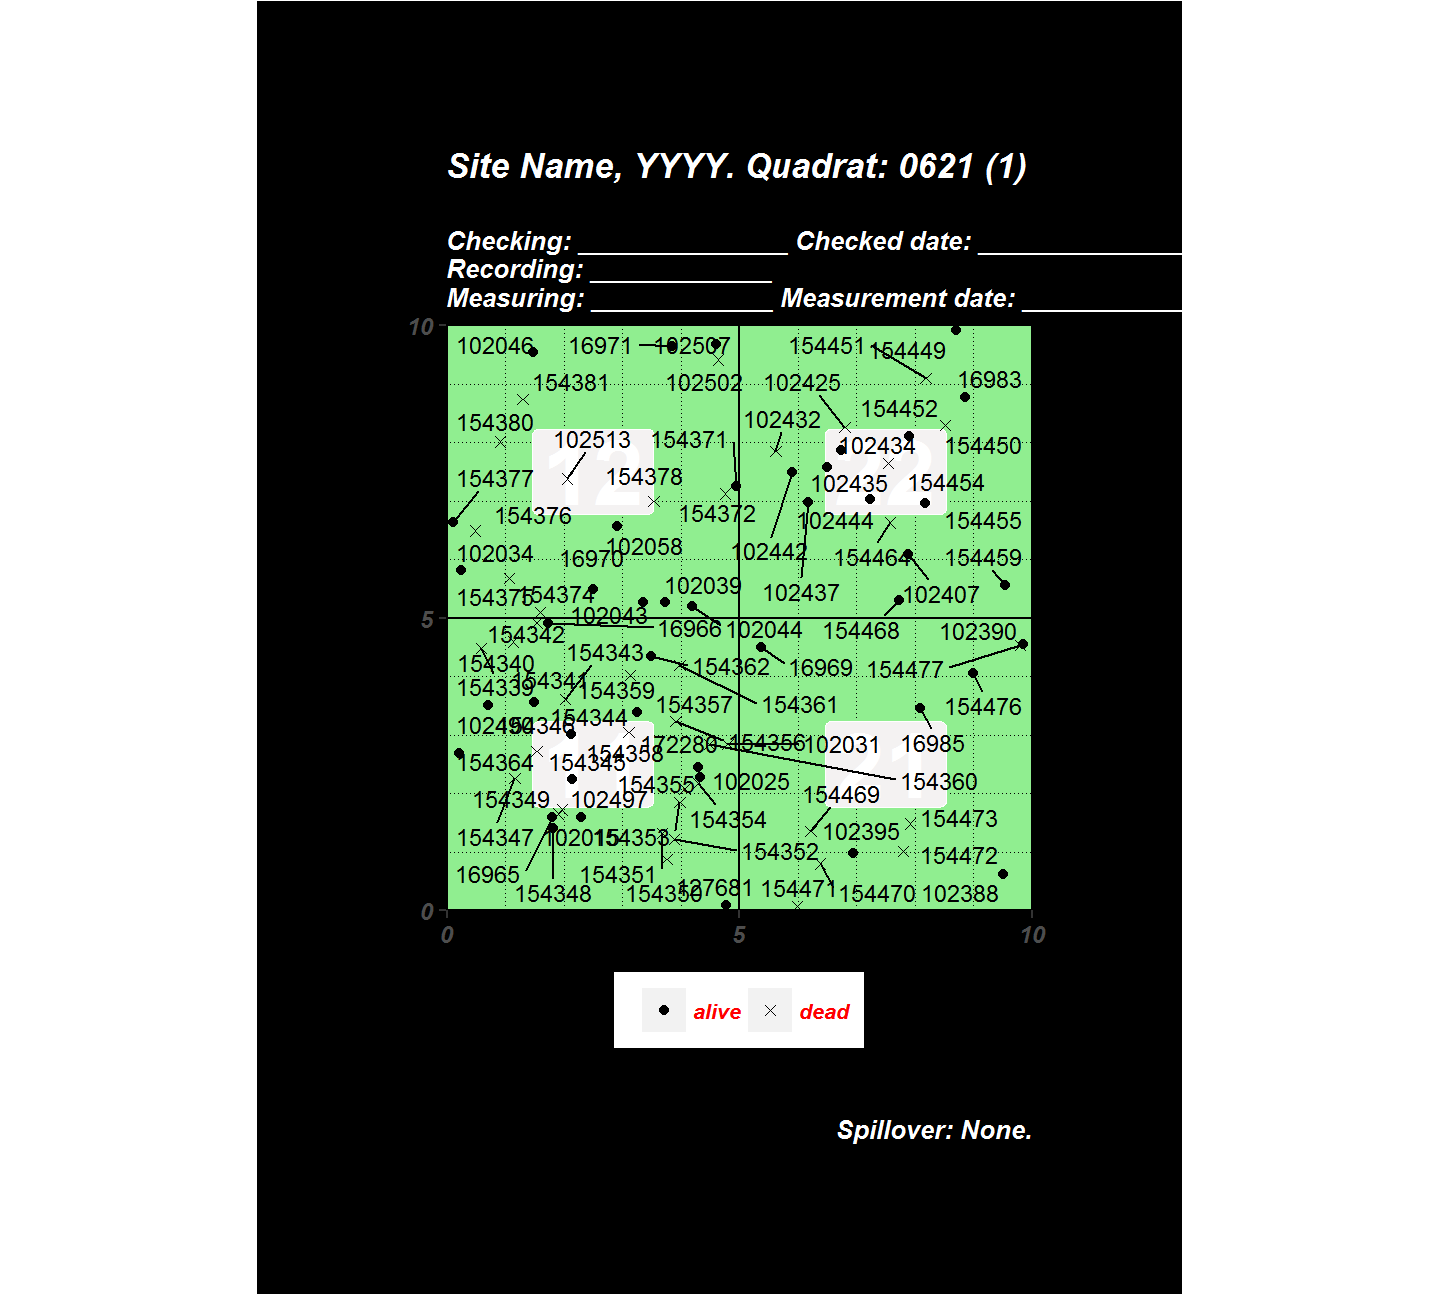 Site Name, YYYY. Quadrat: 0621 (1)
Checking: _______________ Checked date: _______________
Recording: _____________
Measuring: _____________ Measurement date: ____________
10
102046 16971 102507 154451 154449
154381 102502 102425 16983
154380 102432 154452
12 102513 154371 22 102434 154450
154377 154378 102435 154454
154376 154372 102444 154455
102034 16970 102058 102442 154464 154459
154375 154374 102039 102437 102407
5
102043 16966 102044 154468 102390
154342 154340 154343 154362 16969 154477
154339 154341 154359 154357 154361 154476
102490 154346 154344 172280 154356 102031 16985
154364 154345 154358 154355 102025 21 154360
154349 102497 154354 154469
154347 102015 154353 154352 102395 154473
16965 154351 154472
154348 154350 127681 154471 154470 102388
0
0 5 10
alive dead
Spillover: None.